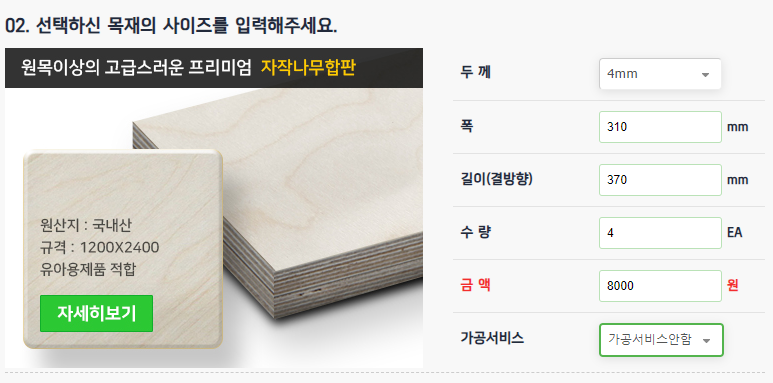 02. 선택하신 목재의 사이즈를 입력해주세요.
원목이상의 고급스러운 프리미엄 자작나무합판
원산지 : 국내산
규격 : 1200X2400
유아용제품 적합
자세히보기
두 께 4mm
폭 310 mm
길이(결방향) 370 mm
수 량 4 EA
금 액 8000 원
가공서비스 가공서비스안함